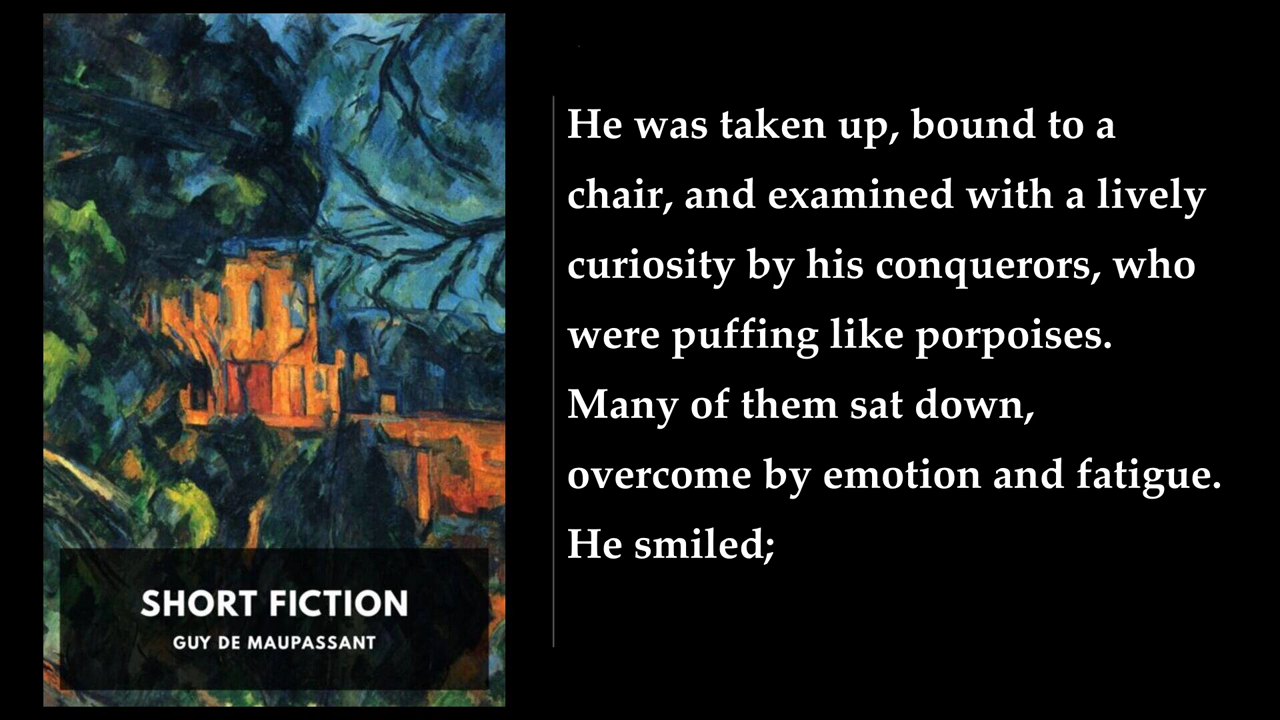 SHORT FICTION
GUY DE MAUPASSANT
He was taken up, bound to a
chair, and examined with a lively
curiosity by his conquerors, who
were puffing like porpoises.
Many of them sat down,
overcome by emotion and fatigue.
He smiled;